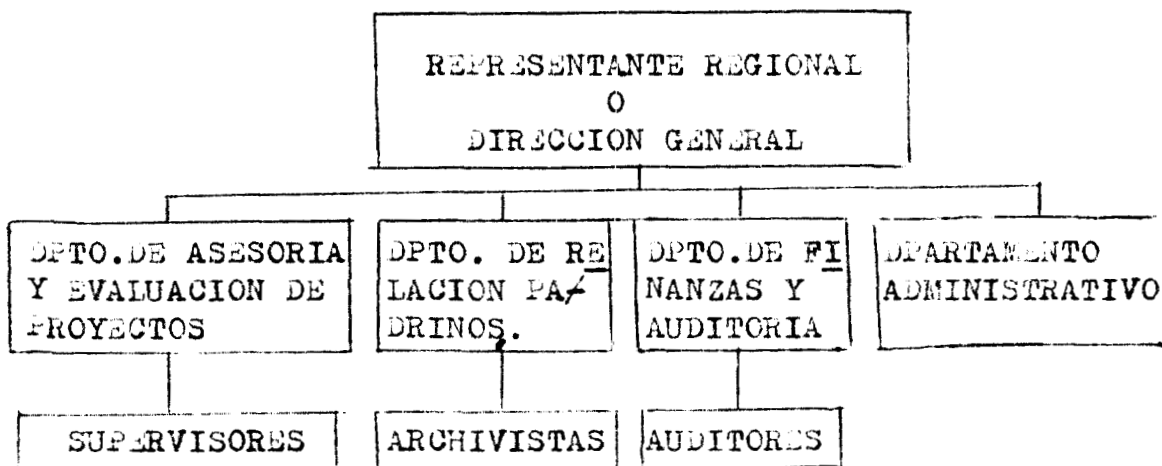 REPRESENTANTE REGIONAL
O
DIRECCION GENERAL
DPTO.DE ASESORIA
Y EVALUACION DE
PROYECTOS
DPTO. DE RE
LACION PA-
DRINOS.
DPTO.DE FI
NANZAS Y
AUDITORIA
DPARTAMENTO
ADMINISTRATIVO
SUPERVISORES
ARCHIVISTAS
AUDITORES